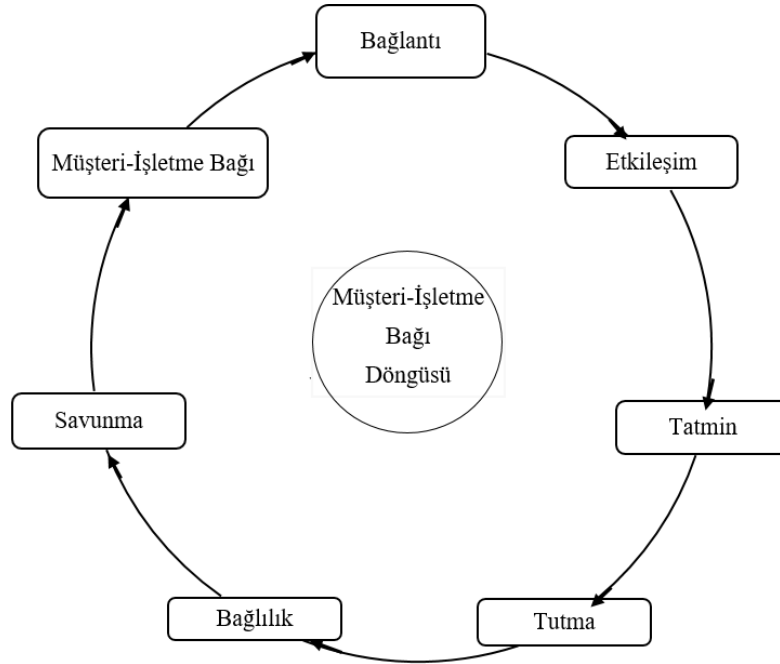 Bağlantı
Etkileşim
Tatmin
Tutma
Bağlılık
Savunma
Müşteri-İşletme Bağı
Müşteri-İşletme
Bağı
Döngüsü